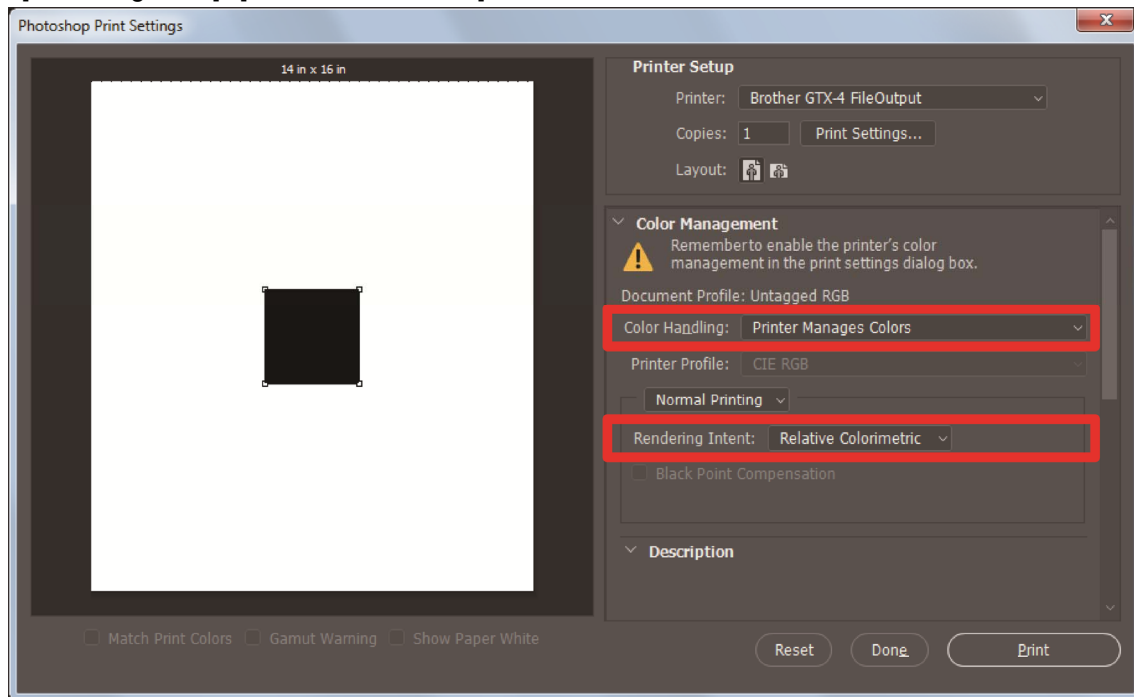 Photoshop Print Settings
14 in x 16 in
Printer Setup
Printer: Brother GTX-4 FileOutput
Copies: 1 Print Settings...
Layout:
Color Management
Rememberto enable the printer's color
management in the print settings dialog box.
Document Profile: Untagged RGB
Color Handling: Printer Manages Colors
Printer Profile: CIE RGB
Normal Printing
Rendering Intent: Relative Colorimetric
Black Point Compensation
Description
Match Print Colors Gamut Warning Show Paper White
Reset Done Print